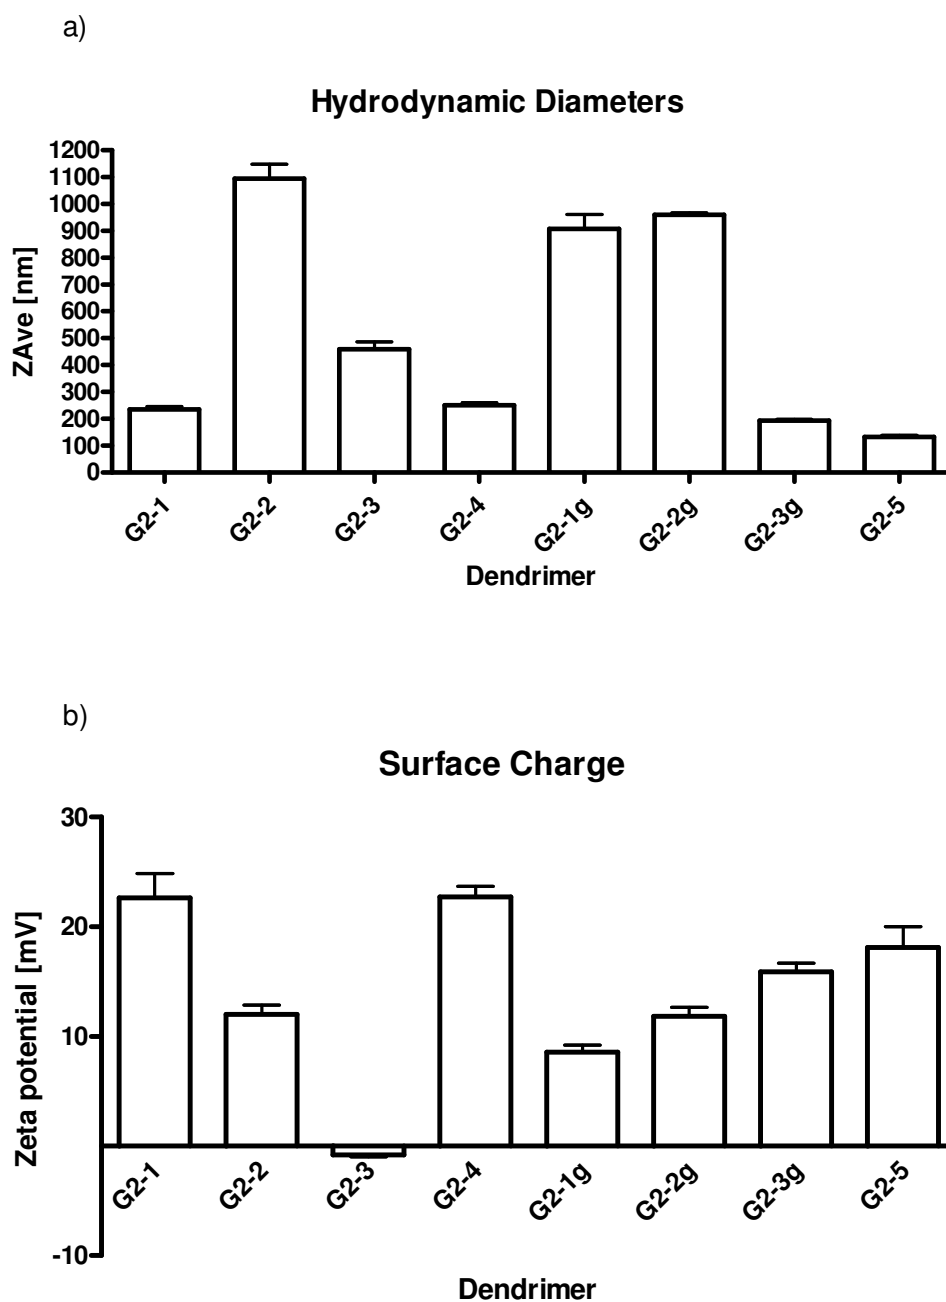 a)
Hydrodynamic Diameters
1200
1100
1000
900
800
700
600
500
400
300
200
100
0
ZAve [nm]
G2-1 G2-2 G2-3 G2-4 G2-1g G2-2g G2-3g G2-5
Dendrimer
b)
Surface Charge
30
20
10
-10
Zeta potential [mV]
G2-1 G2-2 G2-3 G2-4 G2-1g G2-2g G2-3g G2-5
Dendrimer